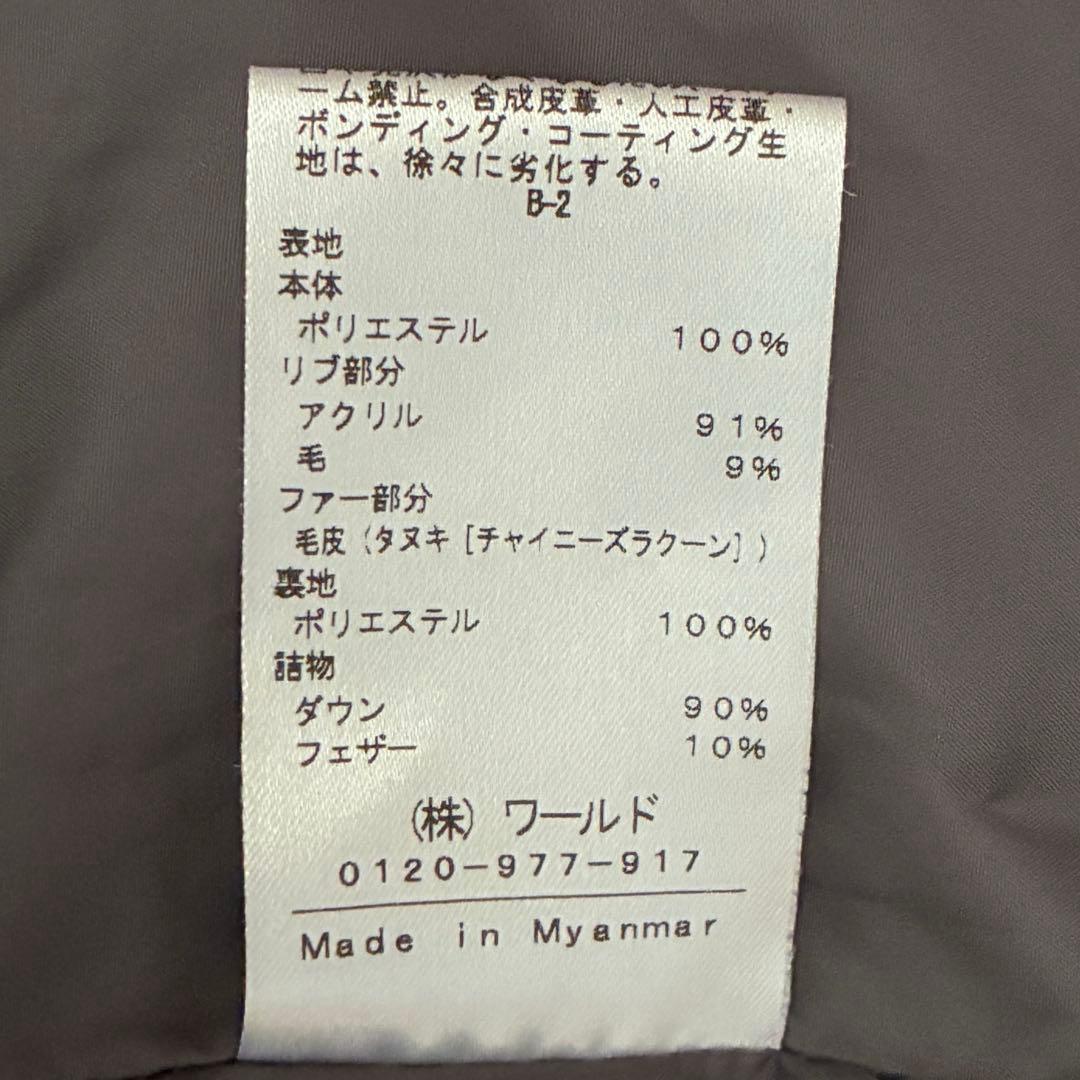 ーム禁止。合成皮革・人工皮革・
ボンディング・コーティング生
地は、徐々に劣化する。
B-2
表地
本体
ポリエステル 100%
リブ部分
アクリル 91%
毛 9%
ファー部分
毛皮（タヌキ［チャイニーズラクーン］）
裏地
ポリエステル 100%
詰物
ダウン 90%
フェザー 10%
(株) ワールド
0120-977-917
Made in Myanmar